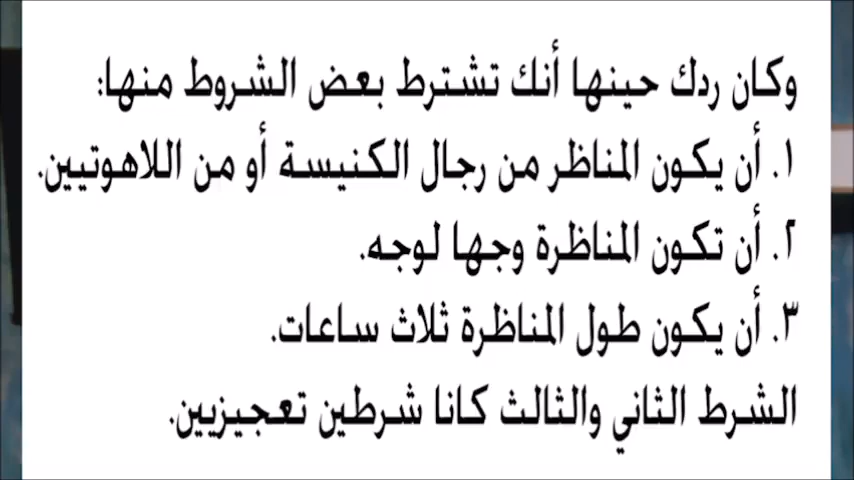 وكان ردك حينها أنك تشترط بعض الشروط منها:
١. أن يكون المناظر من رجال الكنيسة أو من اللاهوتيين.
٢. أن تكون المناظرة وجها لوجه.
٣. أن يكون طول المناظرة ثلاث ساعات.
الشرط الثاني والثالث كانا شرطين تعجيزيين.